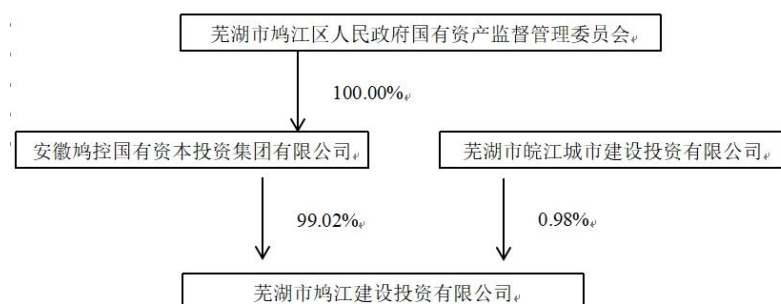 芜湖市鸠江区人民政府国有资产监督管理委员会
100.00%
安徽鸠控国有资本投资集团有限公司
芜湖市皖江城市建设投资有限公司
99.02%
0.98%
芜湖市鸠江建设投资有限公司